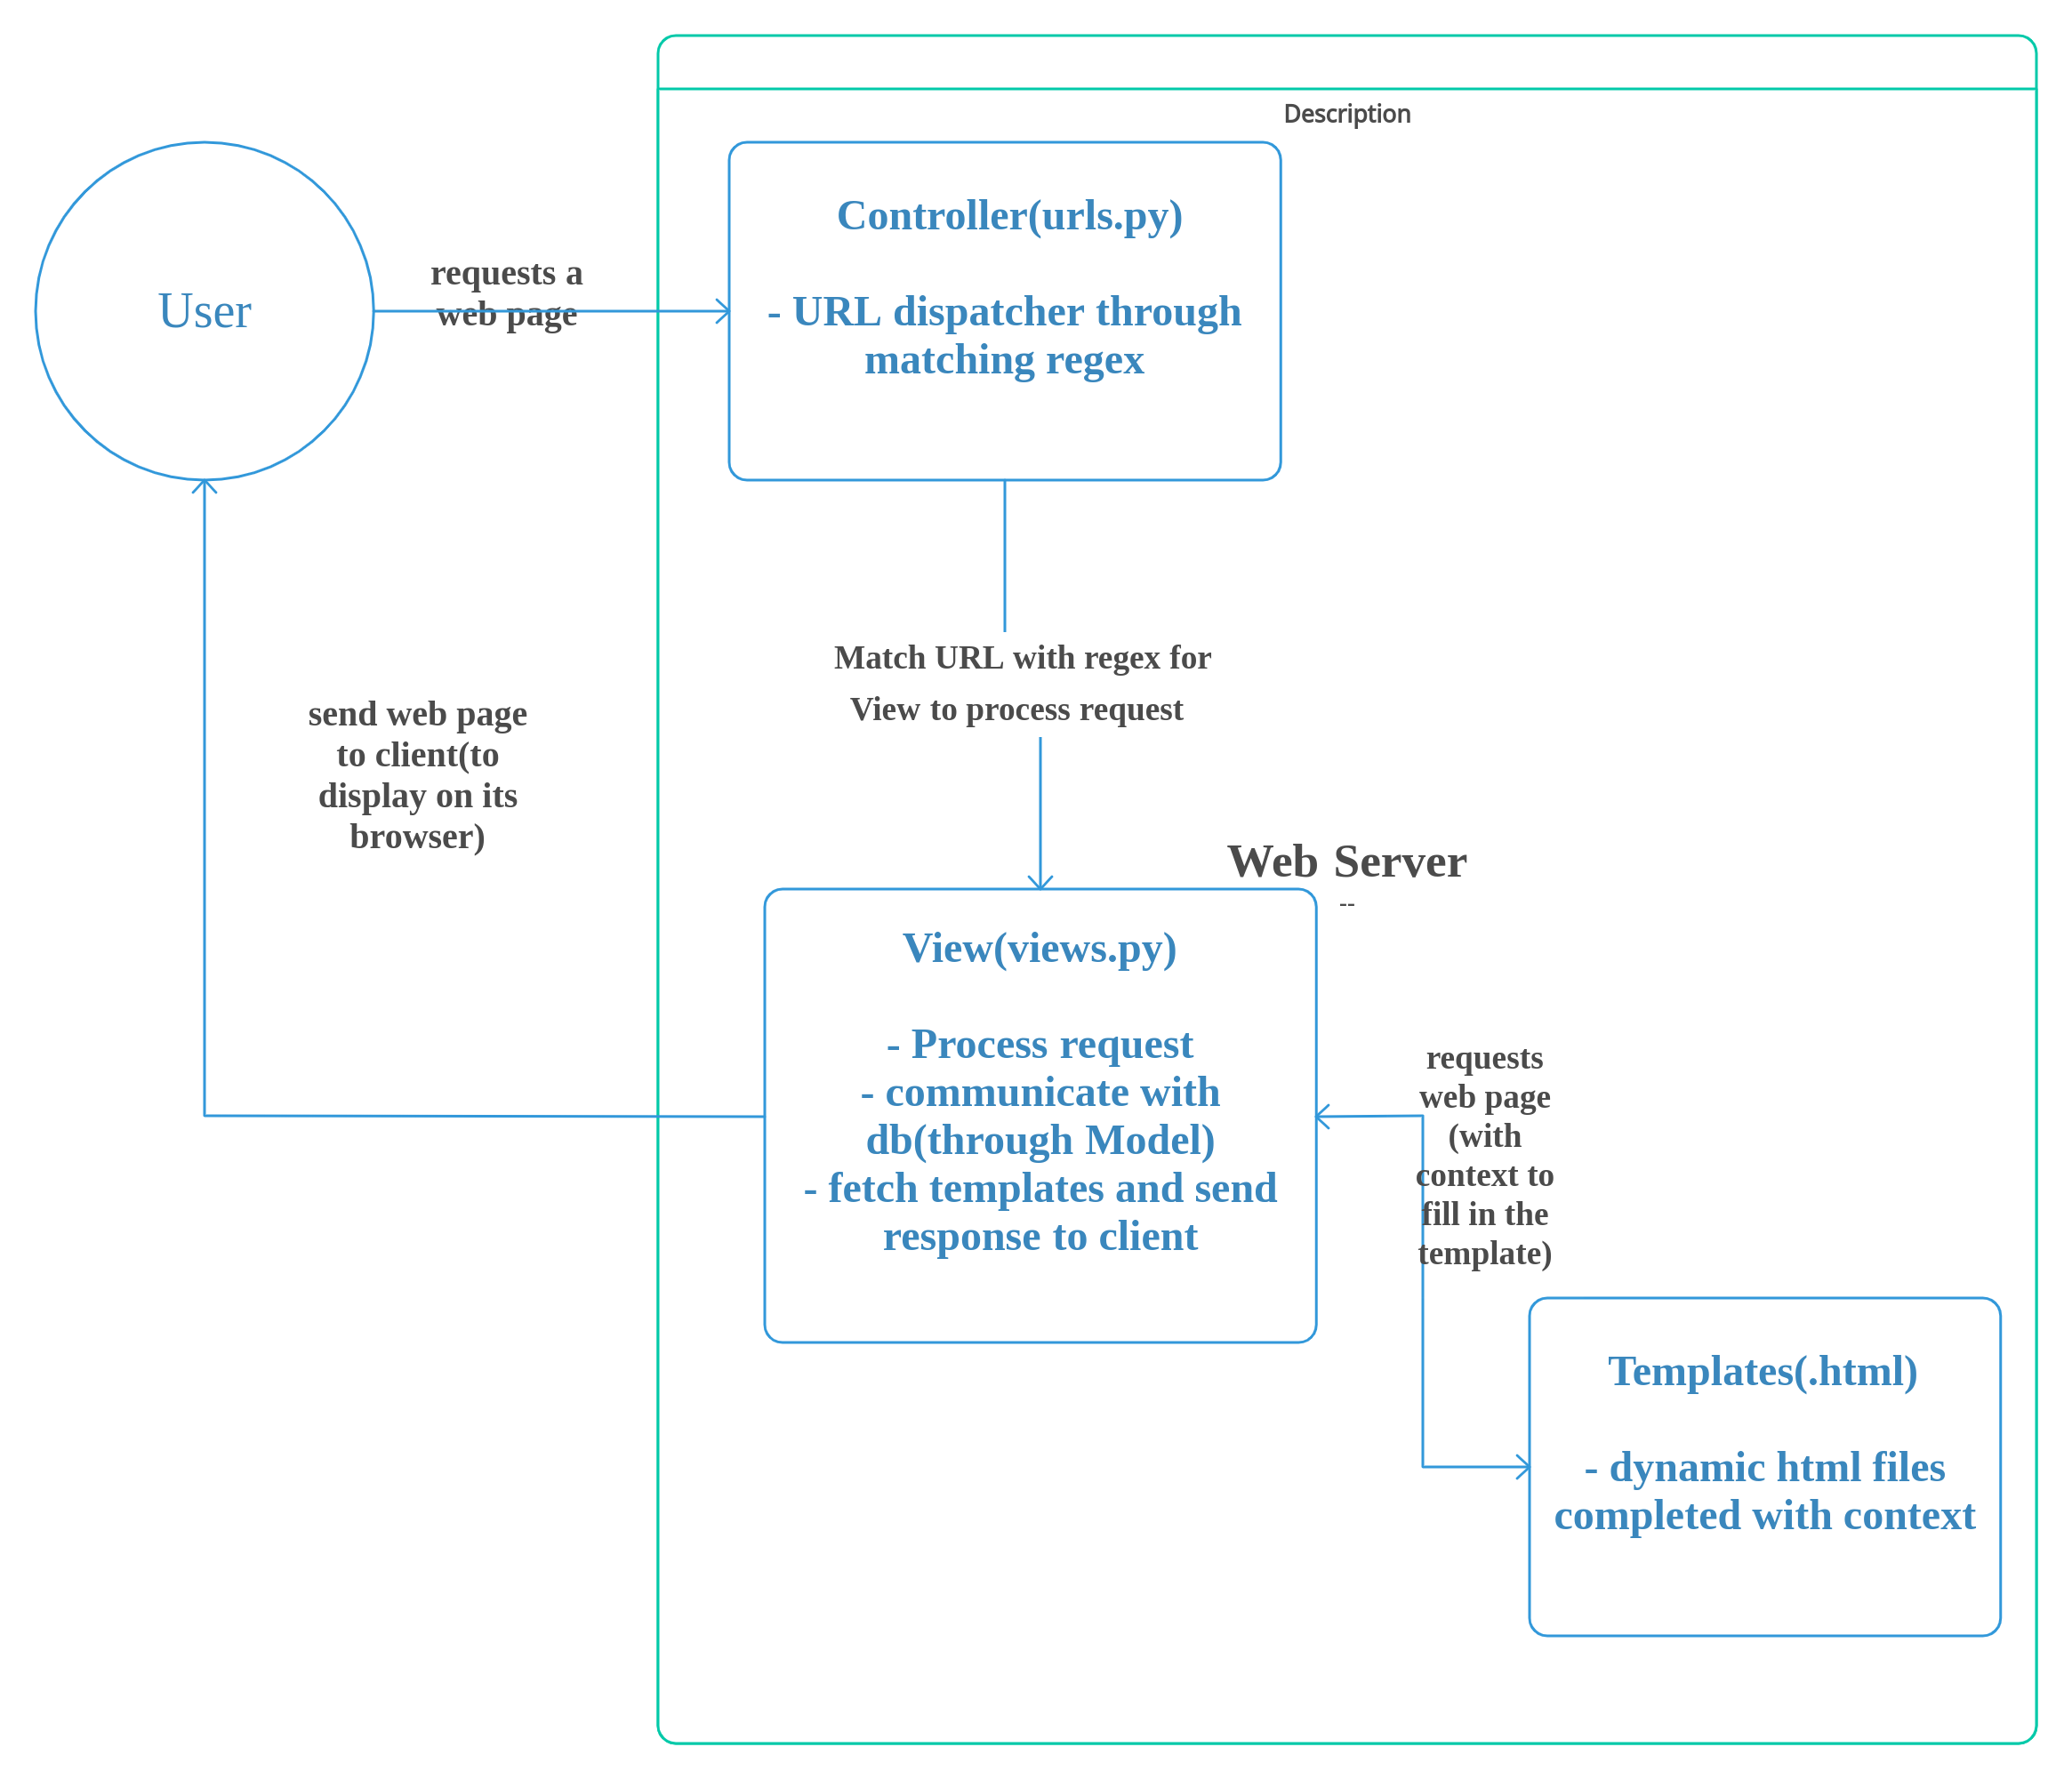 Description
User
requests a
web page
Controller(urls.py)
- URL dispatcher through
matching regex
Match URL with regex for
View to process request
send web page
to client(to
display on its
browser)
Web Server
--
View(views.py)
- Process request
- communicate with
db(through Model)
- fetch templates and send
response to client
requests
web page
(with
context to
fill in the
template)
Templates(.html)
- dynamic html files
completed with context